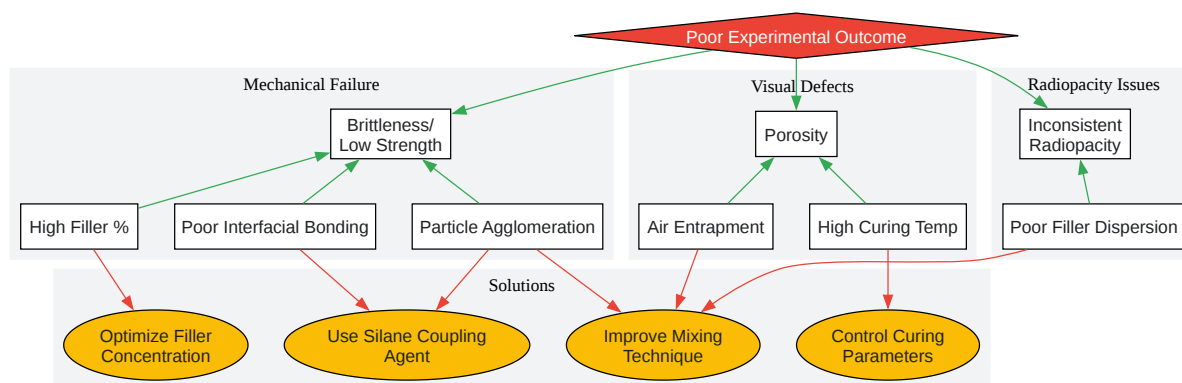 Poor Experimental Outcome
Mechanical Failure
Visual Defects
Radiopacity Issues
Brittleness/
Low Strength
Porosity
Inconsistent
Radiopacity
High Filler %
Poor Interfacial Bonding
Particle Agglomeration
Air Entrapment
High Curing Temp
Poor Filler Dispersion
Solutions
Optimize Filler
Concentration
Use Silane Coupling
Agent
Improve Mixing
Technique
Control Curing
Parameters